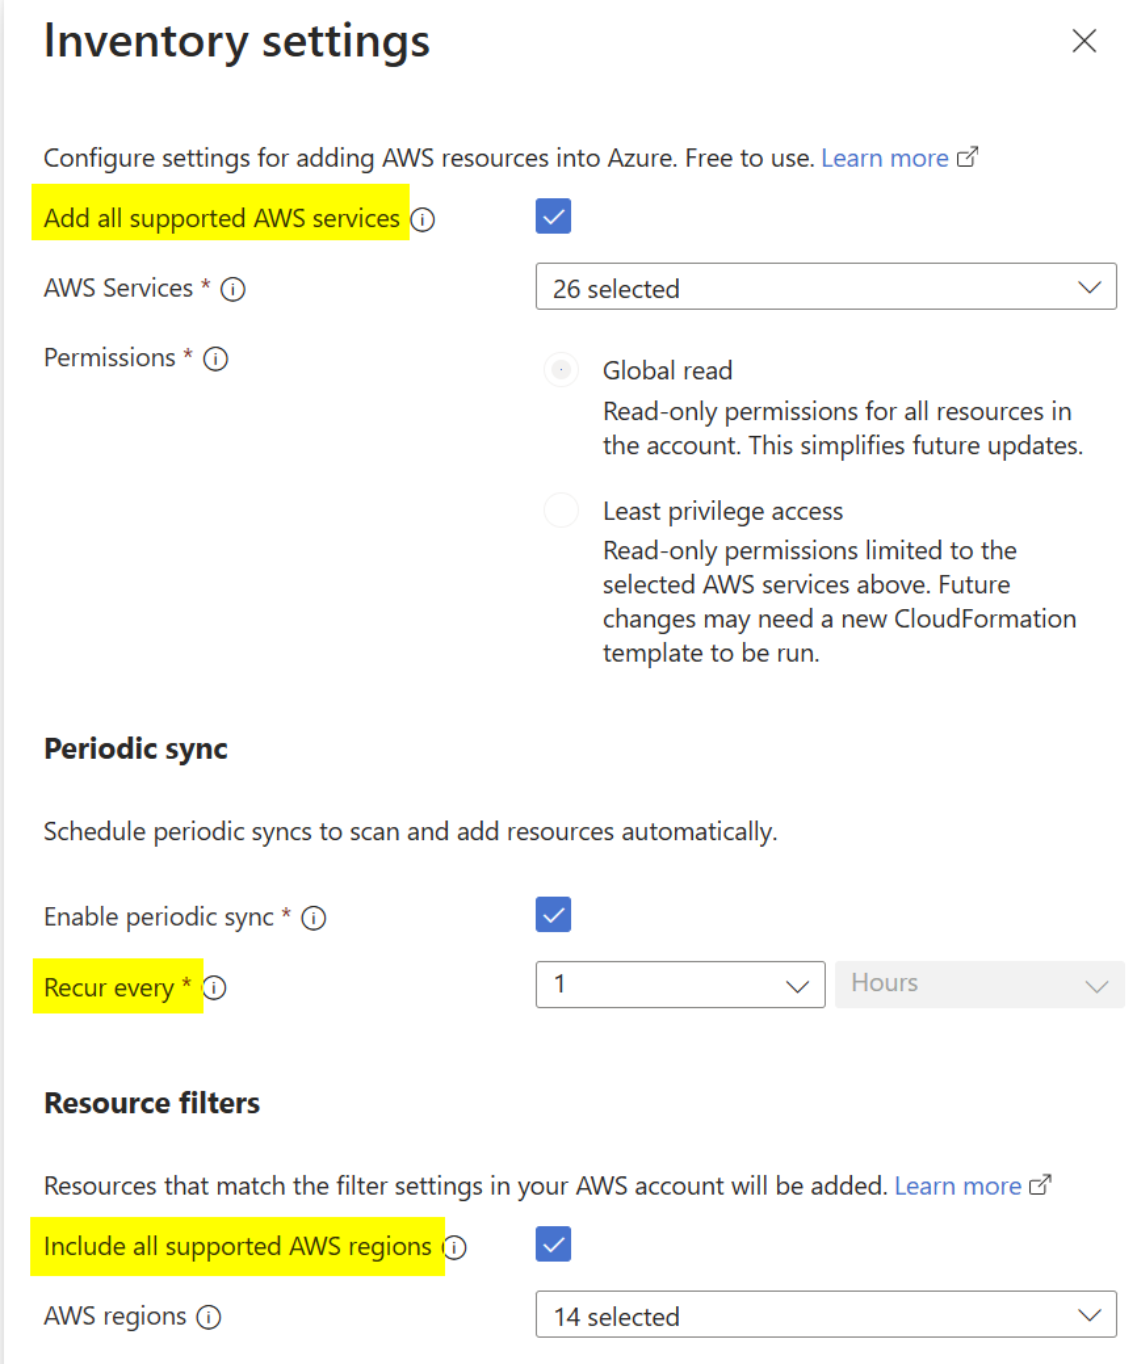 Inventory settings
Configure settings for adding AWS resources into Azure. Free to use. Learn more
Add all supported AWS services
AWS Services *
26 selected
Permissions *
Global read
Read-only permissions for all resources in
the account. This simplifies future updates.
Least privilege access
Read-only permissions limited to the
selected AWS services above. Future
changes may need a new CloudFormation
template to be run.
Periodic sync
Schedule periodic syncs to scan and add resources automatically.
Enable periodic sync *
Recur every *
1
Hours
Resource filters
Resources that match the filter settings in your AWS account will be added. Learn more
Include all supported AWS regions
AWS regions
14 selected